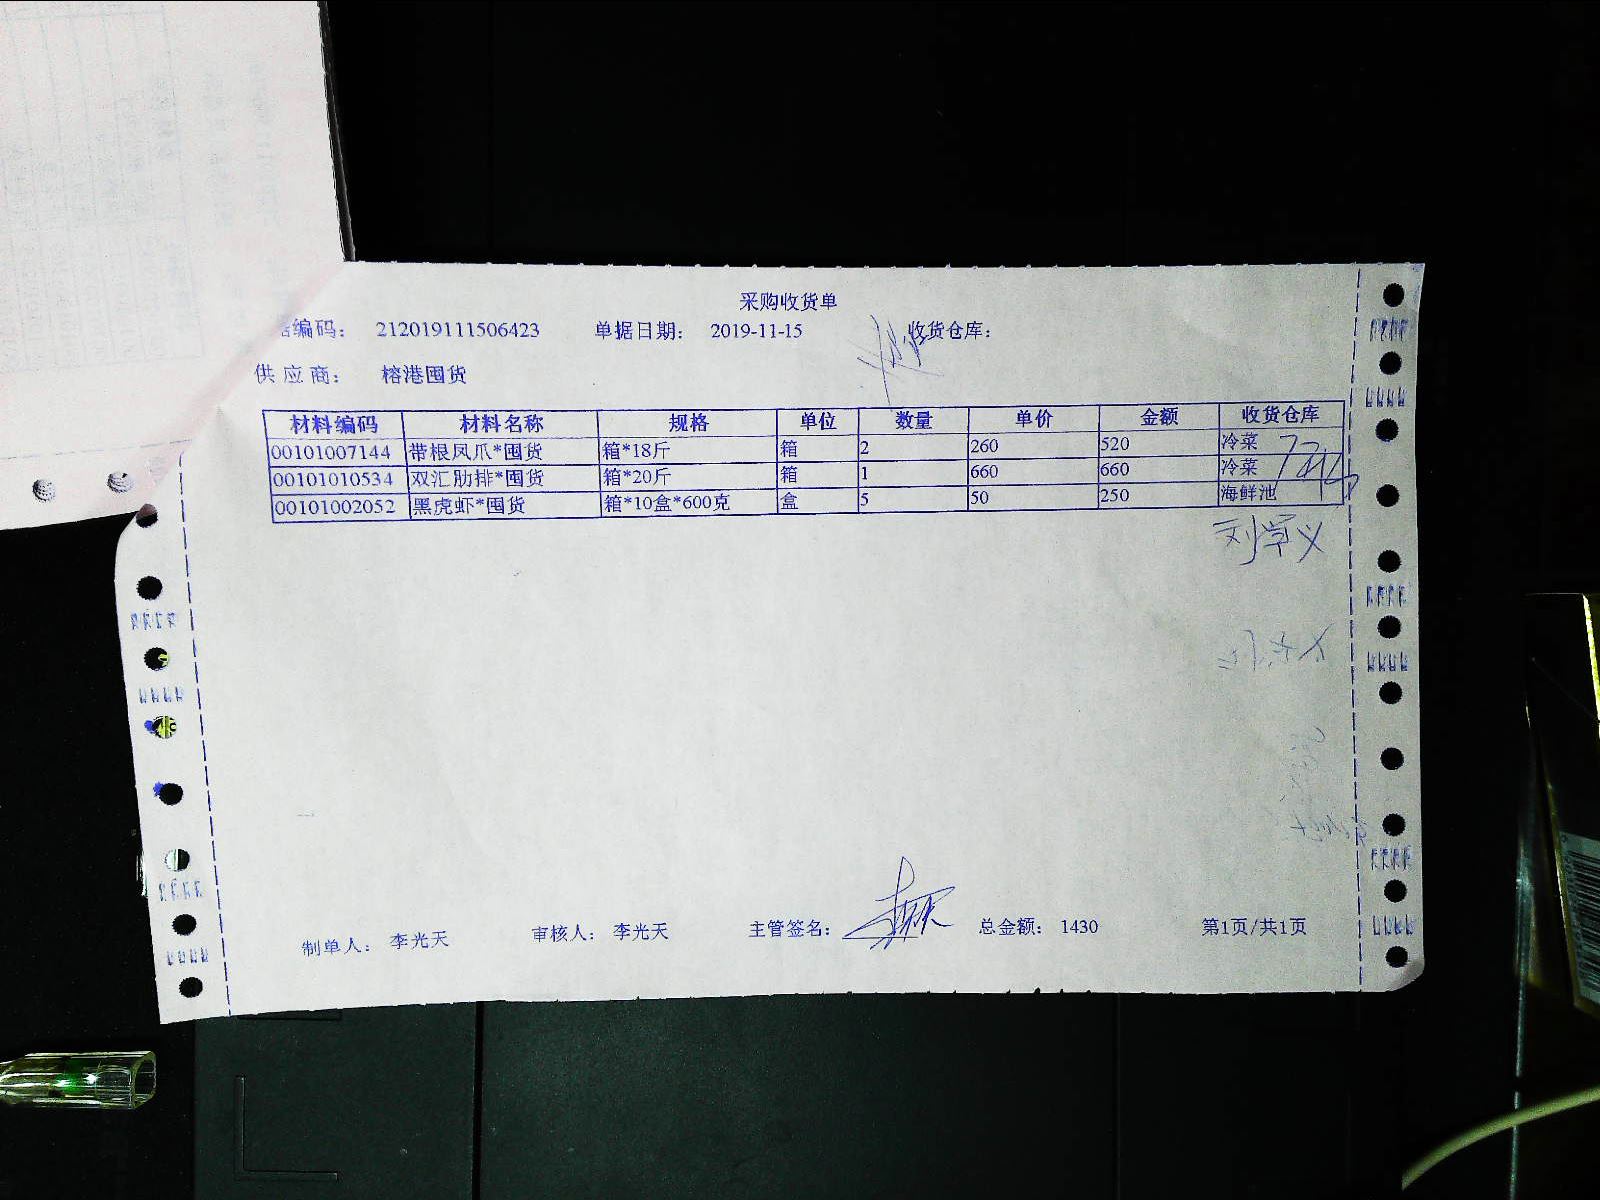 采购收货单
编码： 212019111506423 单据日期： 2019-11-15 收货仓库：
供 应 商： 榕港囤货
材料编码 材料名称 规格 单位 数量 单价 金额 收货仓库
00101007144 带根凤爪*囤货 箱*18斤 箱 2 260 520 冷菜
00101010534 双汇肋排*囤货 箱*20斤 箱 1 660 660 冷菜
00101002052 黑虎虾*囤货 箱*10盒*600克 盒 5 50 250 海鲜池
刘学义
制单人： 李光天 审核人： 李光天 主管签名： 总金额： 1430 第1页/共1页